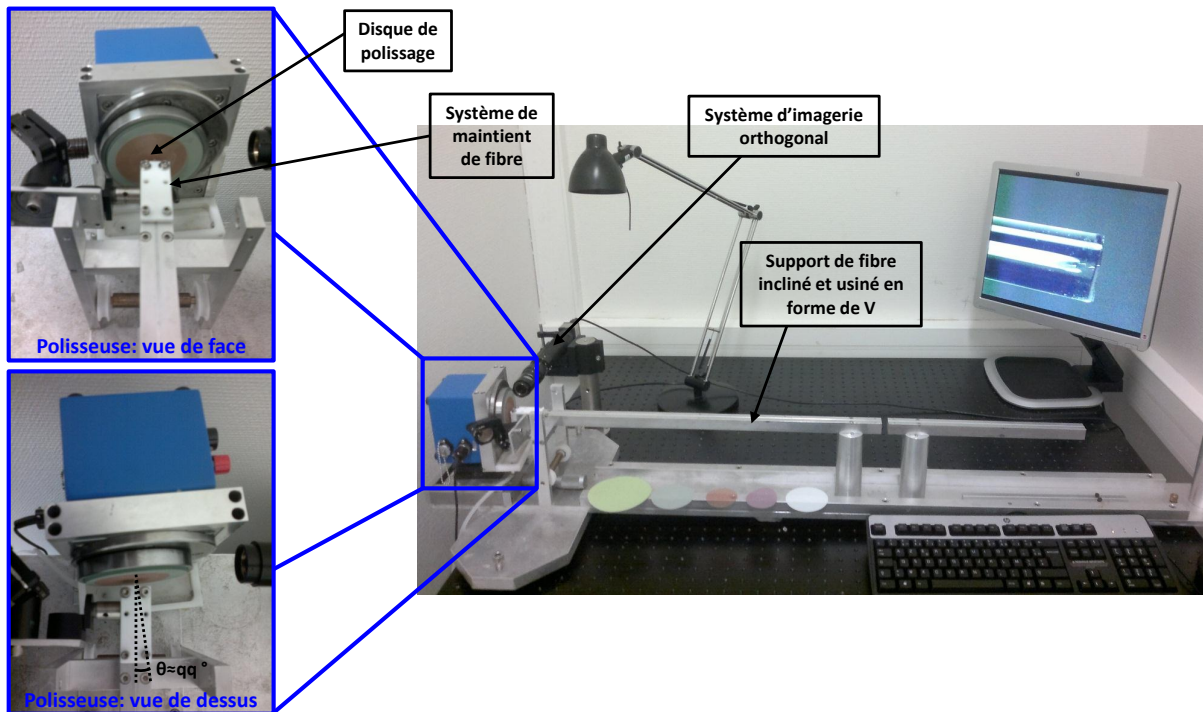 Disque de
polissage
Système de
maintient
de fibre
Polisseuse: vue de face
Système d'imagerie
orthogonal
Support de fibre
incliné et usiné en
forme de V
θ≈qq °
Polisseuse: vue de dessus